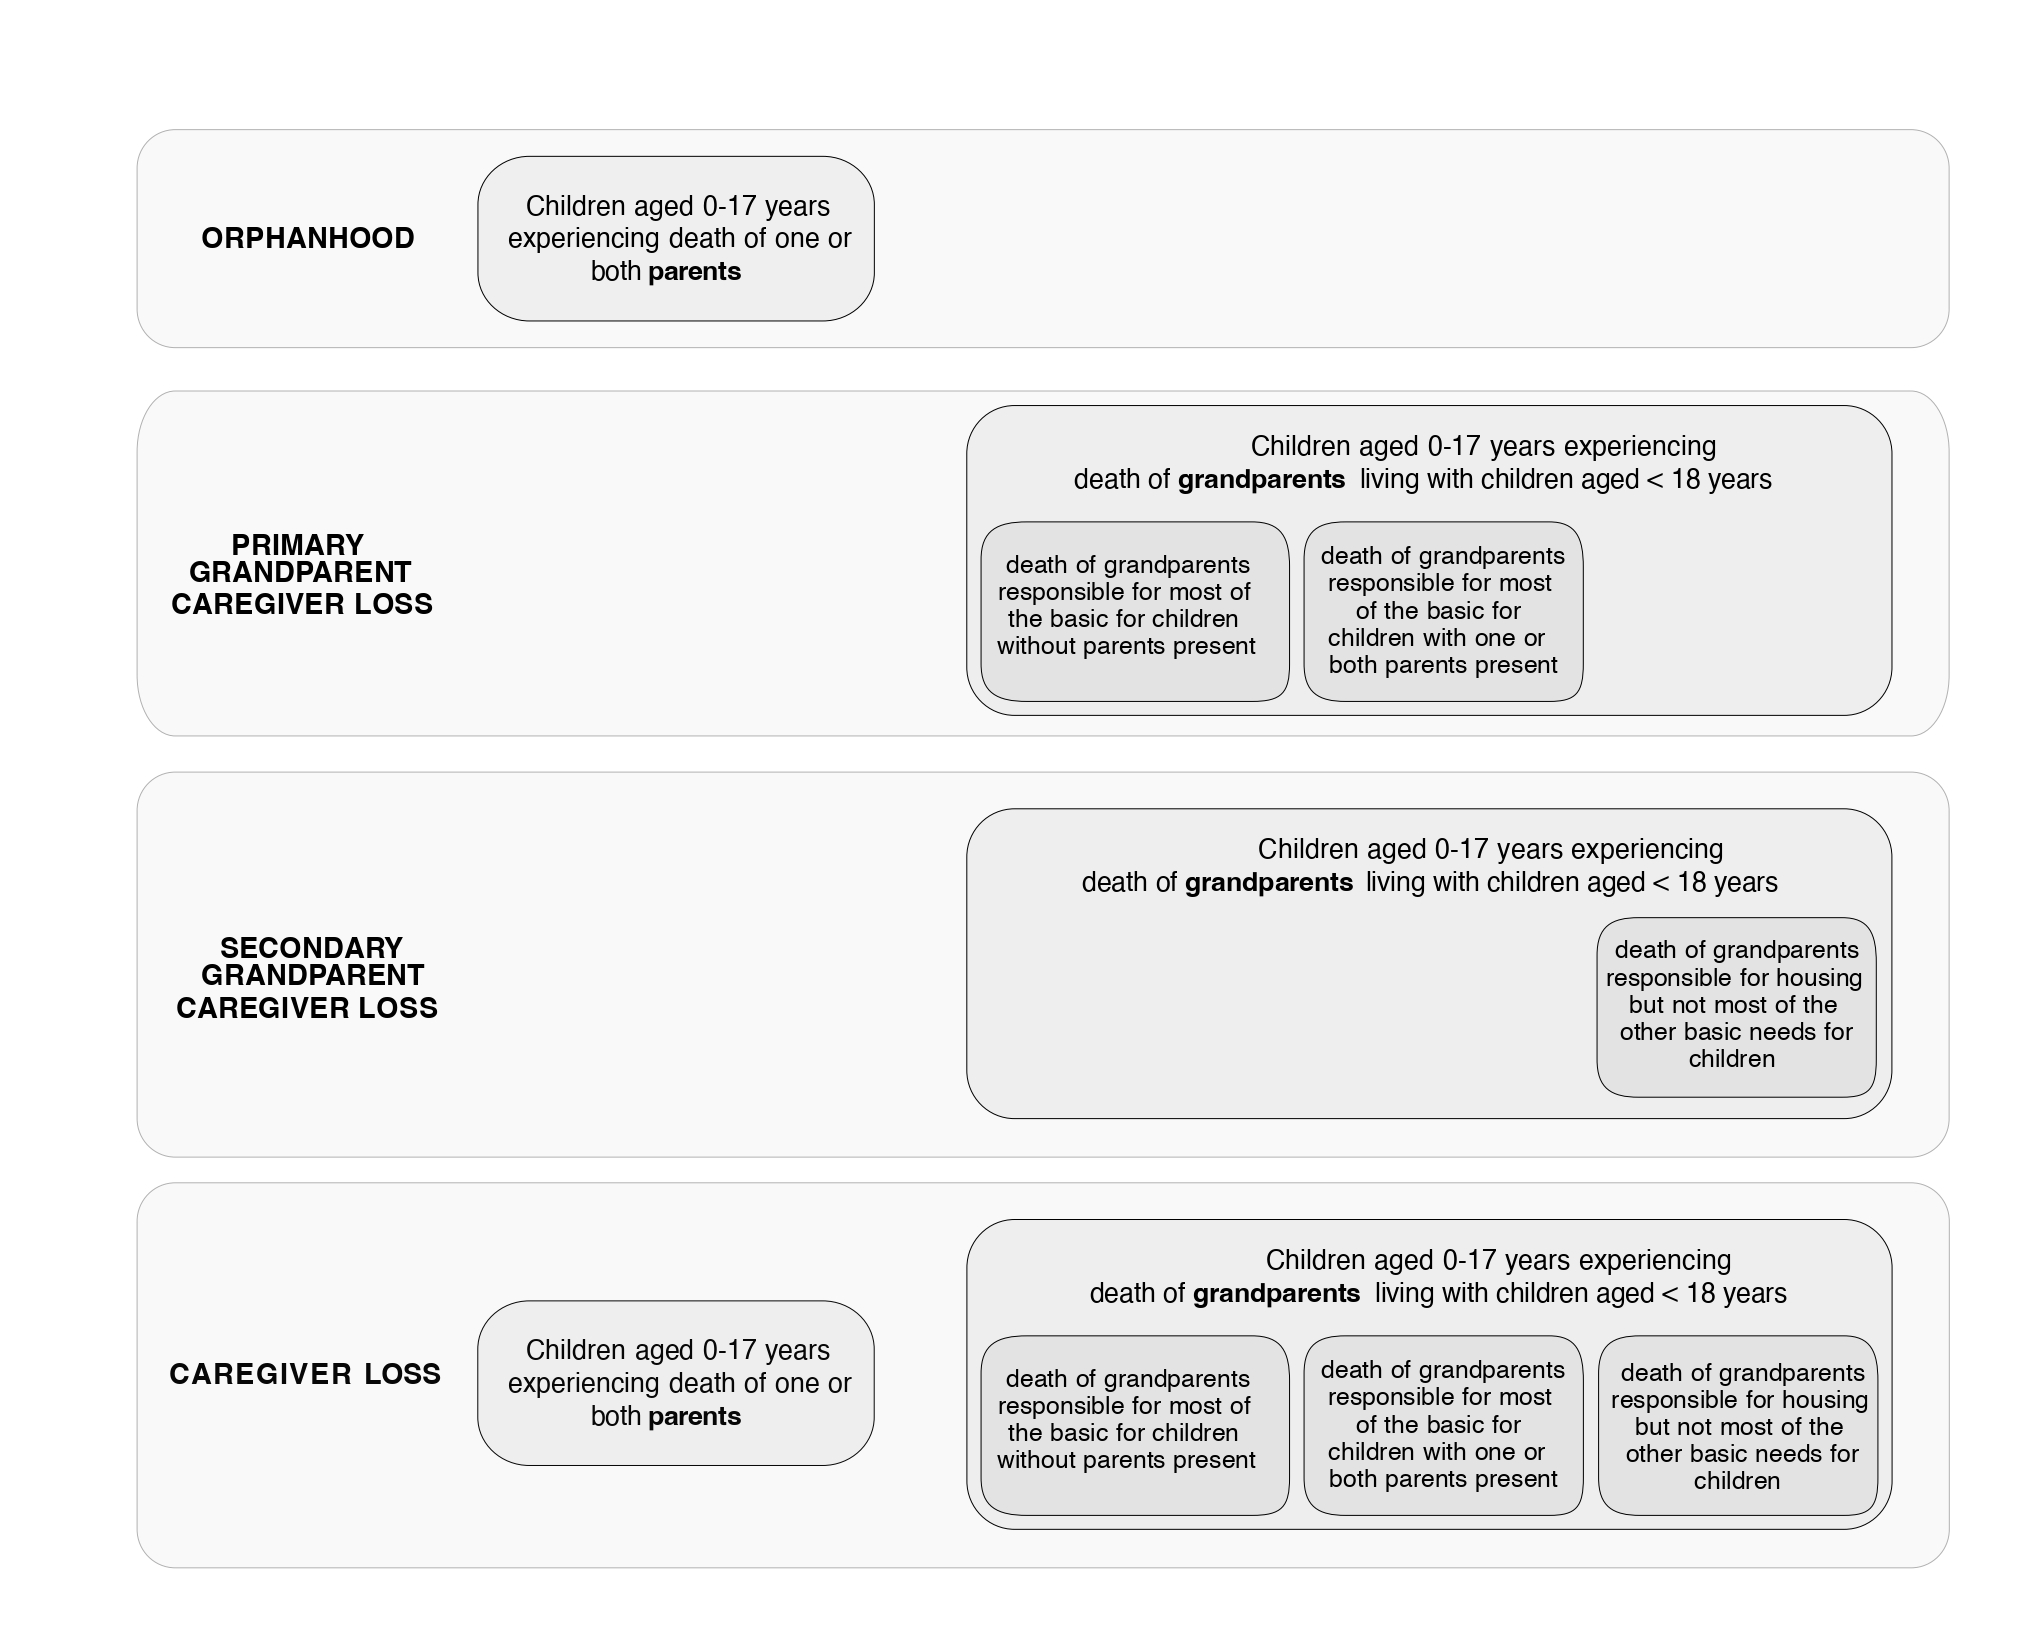 ORPHANHOOD
Children aged 0-17 years
experiencing death of one or
both parents
PRIMARY
GRANDPARENT
CAREGIVER LOSS
Children aged 0-17 years experiencing
death of grandparents living with children aged < 18 years
death of grandparents
responsible for most of
the basic for children
without parents present
death of grandparents
responsible for most
of the basic for
children with one or
both parents present
SECONDARY
GRANDPARENT
CAREGIVER LOSS
Children aged 0-17 years experiencing
death of grandparents living with children aged < 18 years
death of grandparents
responsible for housing
but not most of the
other basic needs for
children
CAREGIVER LOSS
Children aged 0-17 years
experiencing death of one or
both parents
Children aged 0-17 years experiencing
death of grandparents living with children aged < 18 years
death of grandparents
responsible for most of
the basic for children
without parents present
death of grandparents
responsible for most
of the basic for
children with one or
both parents present
death of grandparents
responsible for housing
but not most of the
other basic needs for
children